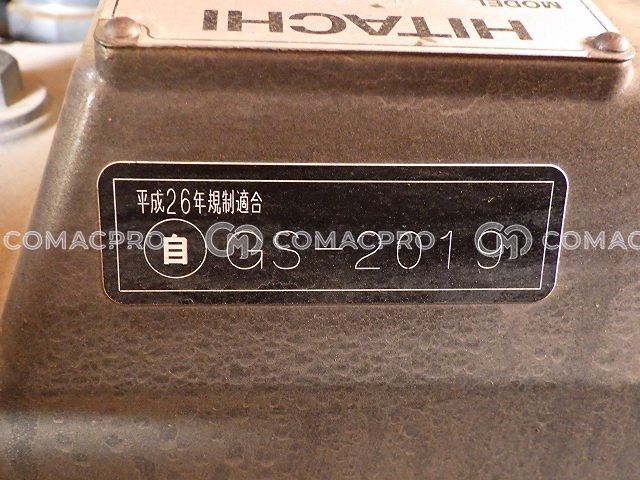 HITACHI
MODEL
平成26年規制適合
自 GS-2019
COMACPRO COMACPRO COMACPRO